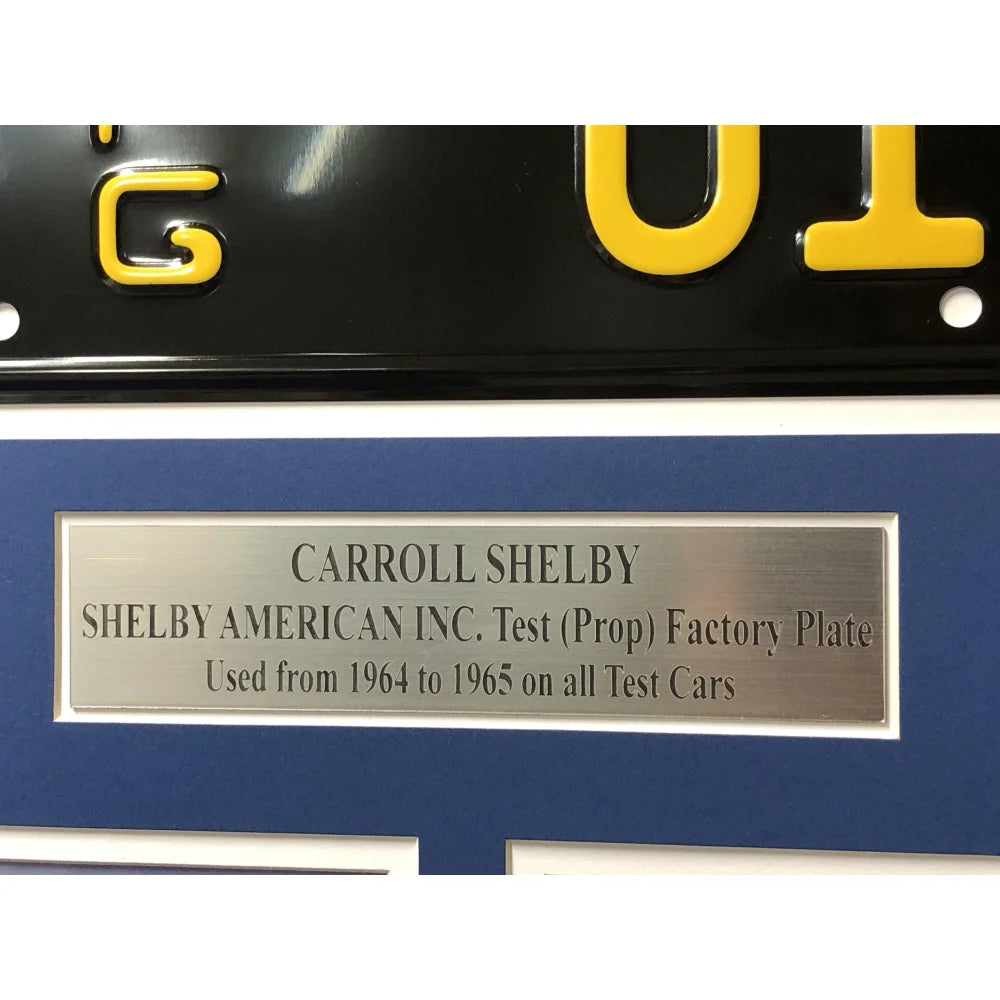 G
01
CARROLL SHELBY
SHELBY AMERICAN INC. Test (Prop) Factory Plate
Used from 1964 to 1965 on all Test Cars